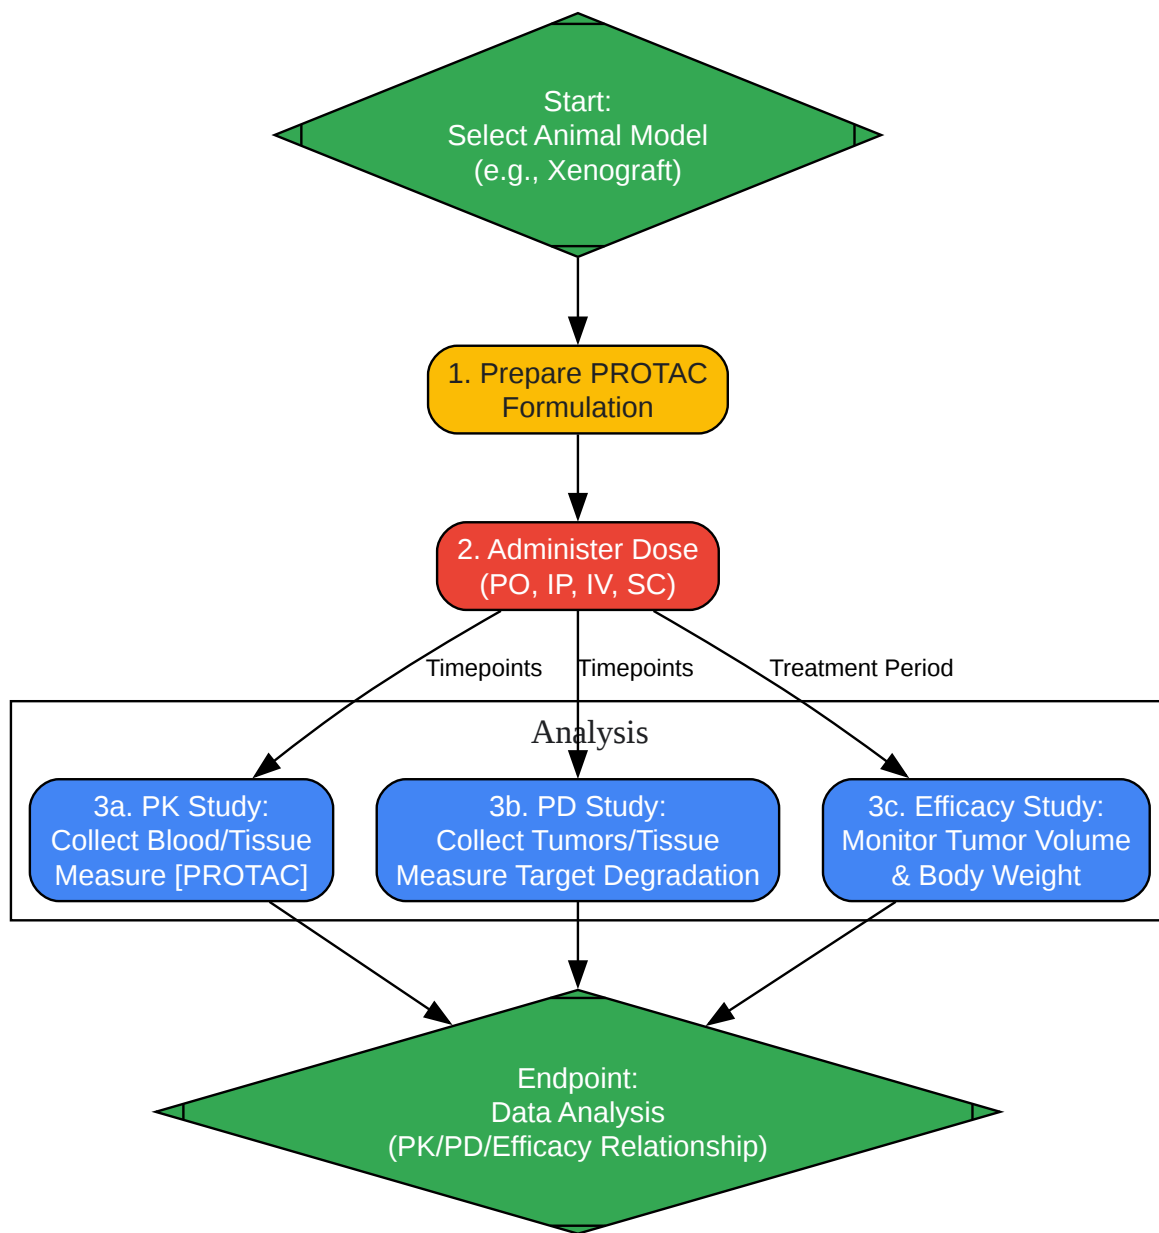 Start:
Select Animal Model
(e.g., Xenograft)
1. Prepare PROTAC
Formulation
2. Administer Dose
(PO, IP, IV, SC)
Timepoints
Timepoints
Treatment Period
Analysis
3a. PK Study:
Collect Blood/Tissue
Measure [PROTAC]
3b. PD Study:
Collect Tumors/Tissue
Measure Target Degradation
3c. Efficacy Study:
Monitor Tumor Volume
& Body Weight
Endpoint:
Data Analysis
(PK/PD/Efficacy Relationship)